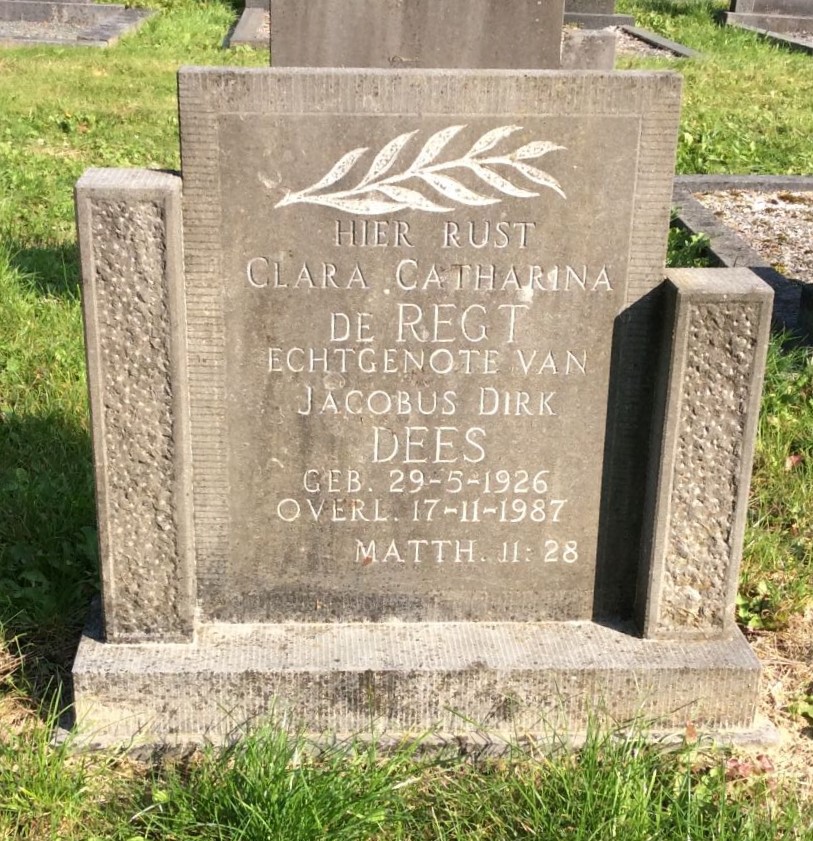 HIER RUST
CLARA CATHARINA
DE REGT
ECHTGENOTE VAN
JACOBUS DIRK
DEES
GEB. 29-5-1926
OVERL. 17-11-1987
MATTH. 11:28